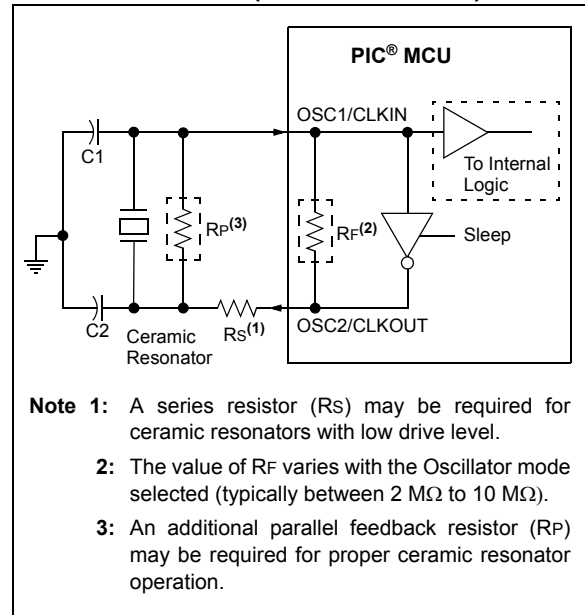 PIC® MCU
OSC1/CLKIN
C1
To Internal
Logic
RP(3)
RF(2)
Sleep
C2
Ceramic
Resonator
RS(1)
OSC2/CLKOUT
Note 1: A series resistor (RS) may be required for
ceramic resonators with low drive level.
2: The value of RF varies with the Oscillator mode
selected (typically between 2 MΩ to 10 MΩ).
3: An additional parallel feedback resistor (RP)
may be required for proper ceramic resonator
operation.